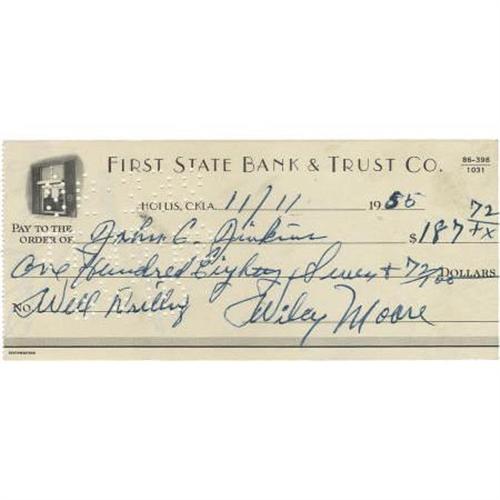 FIRST STATE BANK & TRUST CO. 86-398
1031
HOLLIS, OKLA. 11/11 1955
PAY TO THE
ORDER OF John C. Jinkins $187 72/xx
One Hundred Eighty Seven & 72/100 DOLLARS
NO. Well Drilling Wiley Moore